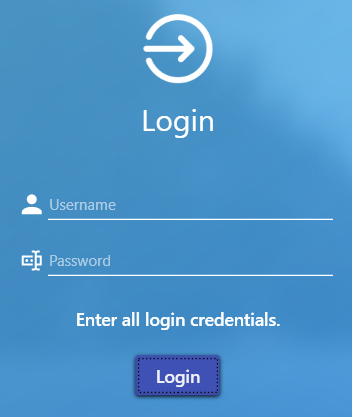 Login
Username
Password
Enter all login credentials.
Login